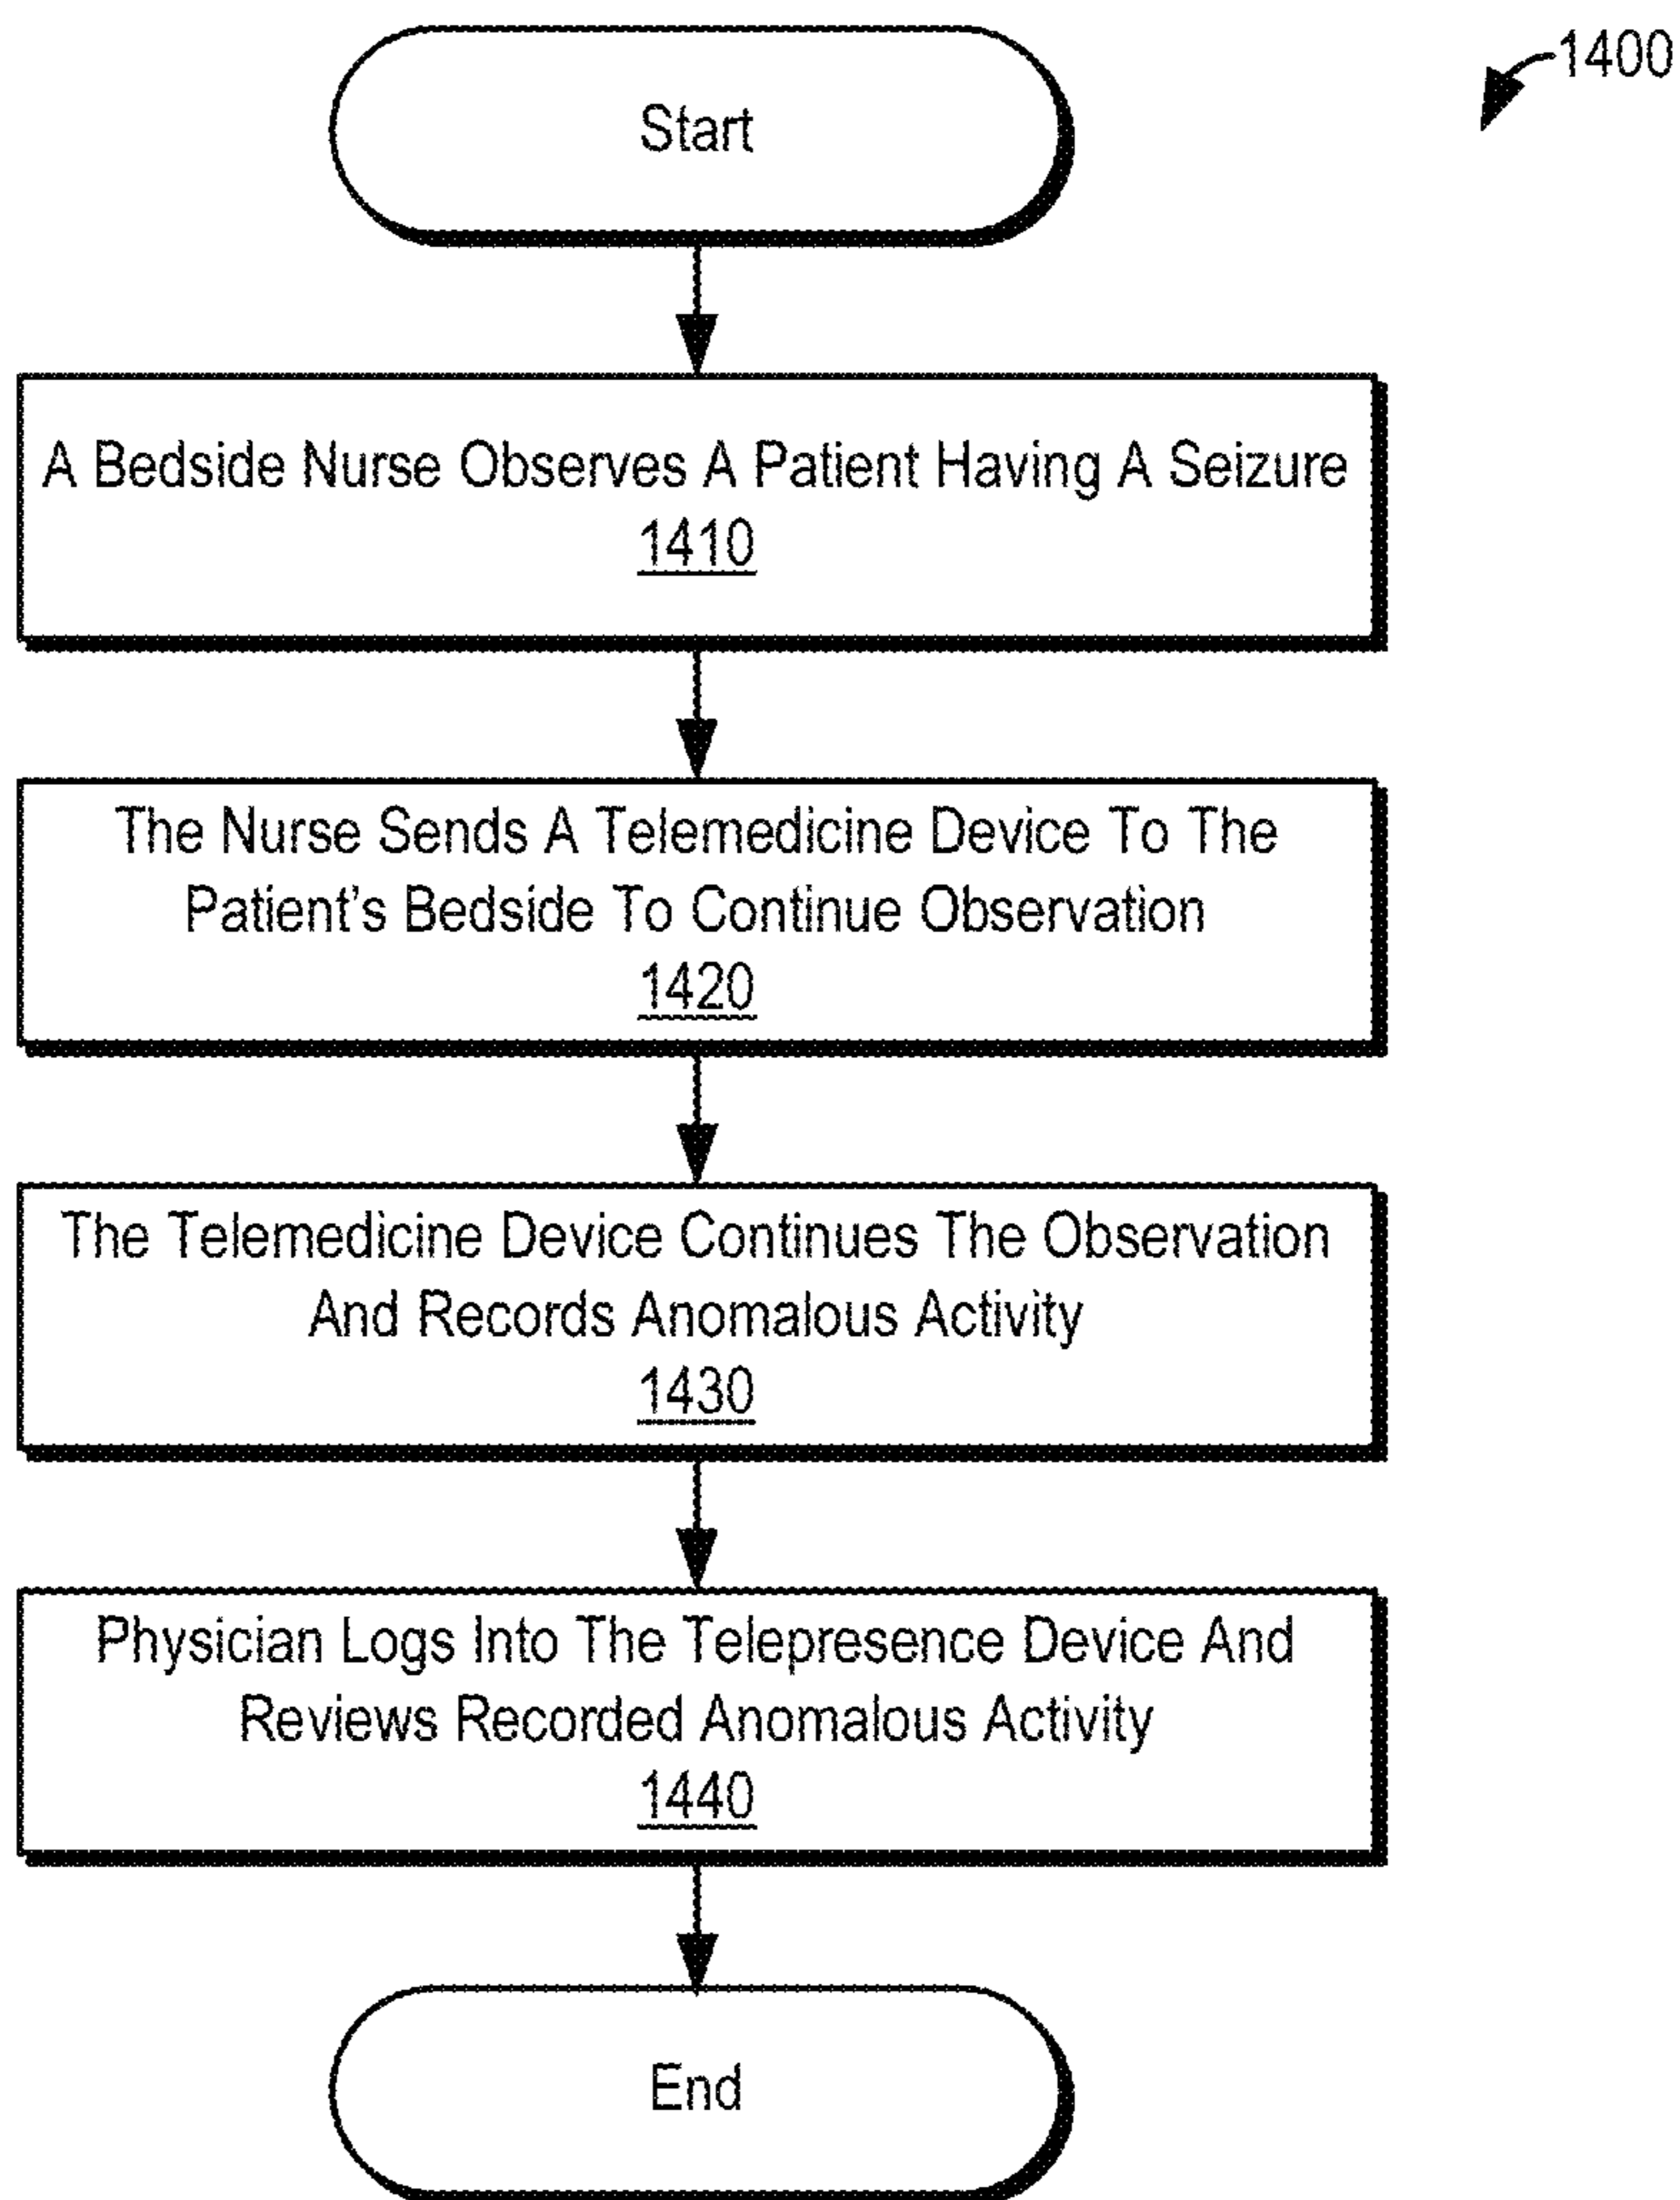 1400
Start
A Bedside Nurse Observes A Patient Having A Seizure
1410
The Nurse Sends A Telemedicine Device To The
Patient's Bedside To Continue Observation
1420
The Telemedicine Device Continues The Observation
And Records Anomalous Activity
1430
Physician Logs Into The Telepresence Device And
Reviews Recorded Anomalous Activity
1440
End